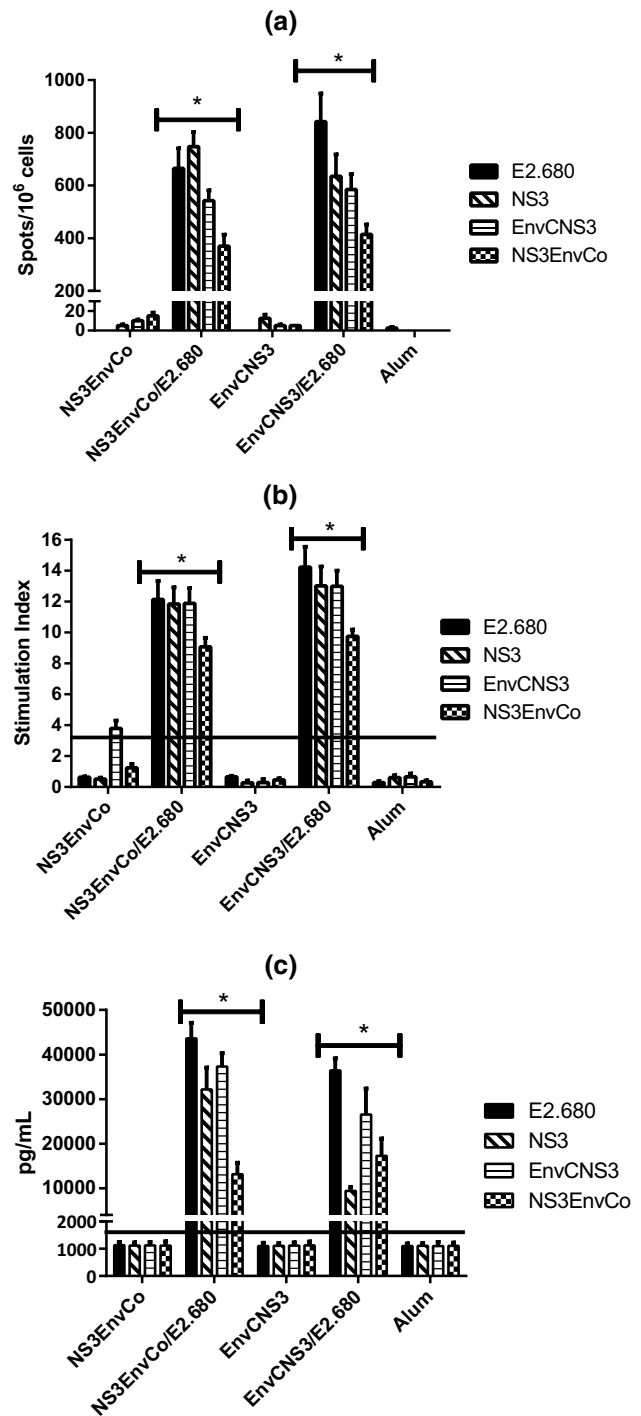 (a)
Spots/10⁶ cells
1000
800
600
400
200
20
0
*
*
E2.680
NS3
EnvCNS3
NS3EnvCo
NS3EnvCo
NS3EnvCo/E2.680
EnvCNS3
EnvCNS3/E2.680
Alum
(b)
Stimulation Index
16
14
12
10
8
6
4
2
0
*
*
E2.680
NS3
EnvCNS3
NS3EnvCo
NS3EnvCo
NS3EnvCo/E2.680
EnvCNS3
EnvCNS3/E2.680
Alum
(c)
pg/mL
50000
40000
30000
20000
10000
2000
1000
0
*
*
E2.680
NS3
EnvCNS3
NS3EnvCo
NS3EnvCo
NS3EnvCo/E2.680
EnvCNS3
EnvCNS3/E2.680
Alum